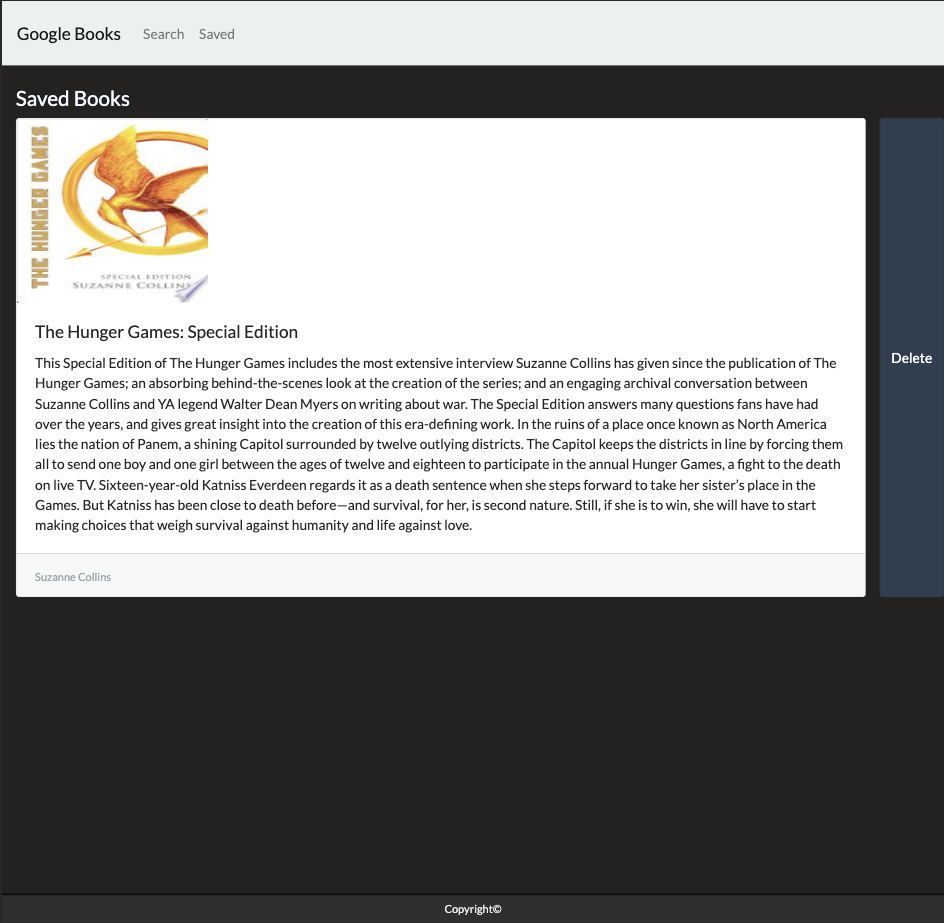 Google Books Search Saved
Saved Books
THE HUNGER GAMES
SPECIAL EDITION
SUZANNE COLLINS
The Hunger Games: Special Edition
This Special Edition of The Hunger Games includes the most extensive interview Suzanne Collins has given since the publication of The
Hunger Games; an absorbing behind-the-scenes look at the creation of the series; and an engaging archival conversation between
Suzanne Collins and YA legend Walter Dean Myers on writing about war. The Special Edition answers many questions fans have had
over the years, and gives great insight into the creation of this era-defining work. In the ruins of a place once known as North America
lies the nation of Panem, a shining Capitol surrounded by twelve outlying districts. The Capitol keeps the districts in line by forcing them
all to send one boy and one girl between the ages of twelve and eighteen to participate in the annual Hunger Games, a fight to the death
on live TV. Sixteen-year-old Katniss Everdeen regards it as a death sentence when she steps forward to take her sister’s place in the
Games. But Katniss has been close to death before—and survival, for her, is second nature. Still, if she is to win, she will have to start
making choices that weigh survival against humanity and life against love.
Suzanne Collins
Delete
Copyright©